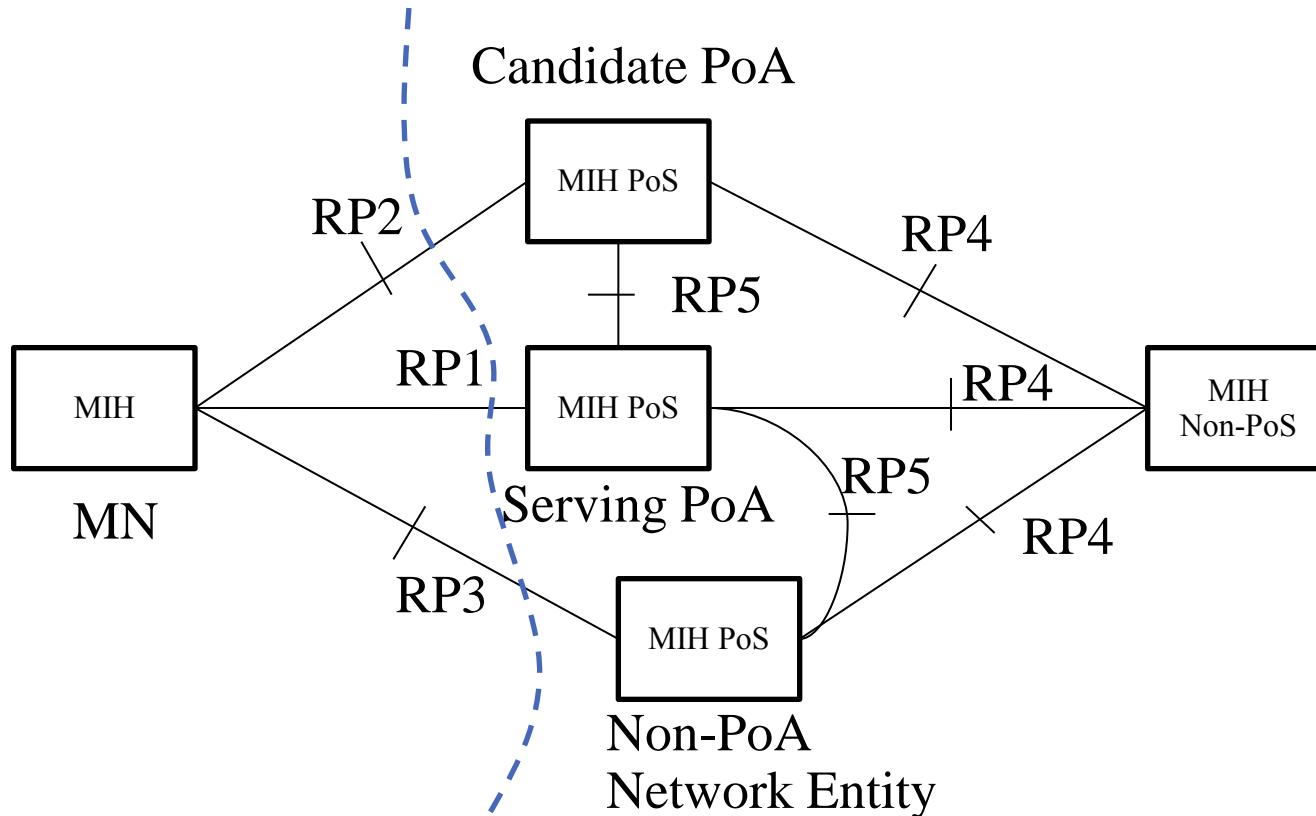 Candidate PoA
MIH PoS
RP2
RP4
RP5
RP1
RP4
MIH
MIH PoS
MIH
Non-PoS
RP5
MN
Serving PoA
RP4
RP3
MIH PoS
Non-PoA
Network Entity